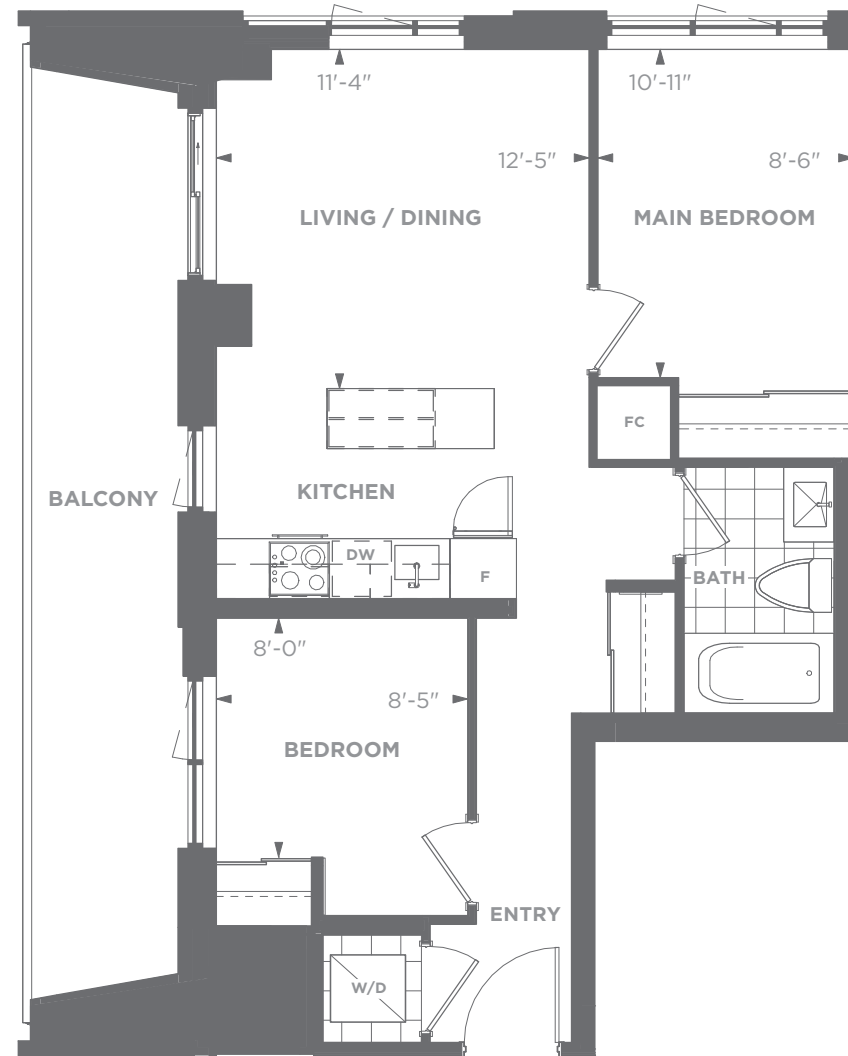 11'-4"
10'-11"
12'-5"
8'-6"
LIVING / DINING
MAIN BEDROOM
FC
BALCONY
KITCHEN
DW
F
BATH
8'-0"
8'-5"
BEDROOM
ENTRY
W/D